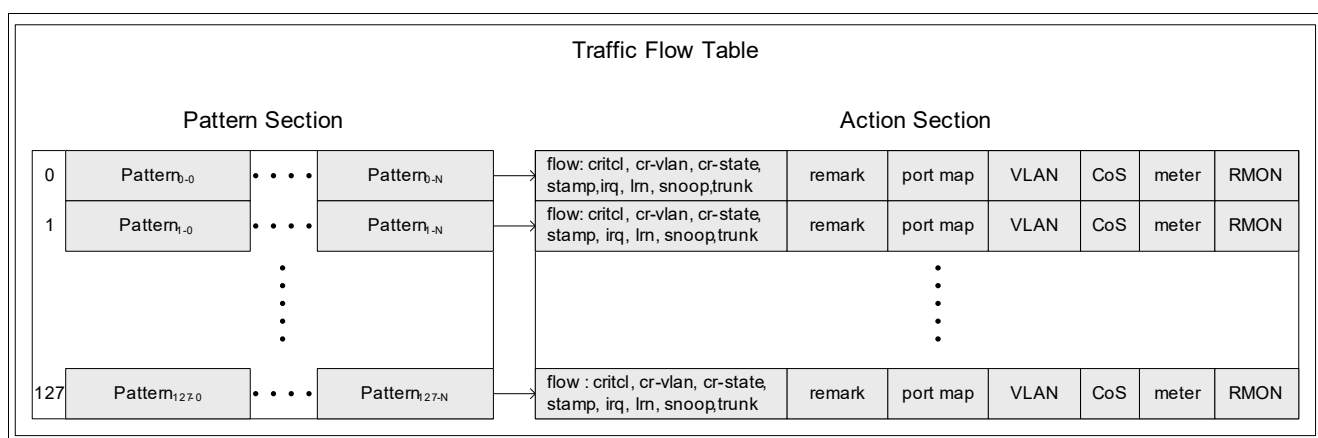 Traffic Flow Table
Pattern Section
Action Section
0 Pattern0-0 Pattern0-N flow: critcl, cr-vlan, cr-state, remark port map VLAN CoS meter RMON
stamp,irq, lrn, snoop,trunk
1 Pattern1-0 Pattern1-N flow: critcl, cr-vlan, cr-state, remark port map VLAN CoS meter RMON
stamp, irq, lrn, snoop,trunk
127 Pattern127-0 Pattern127-N flow : critcl, cr-vlan, cr-state, remark port map VLAN CoS meter RMON
stamp, irq, lrn, snoop,trunk